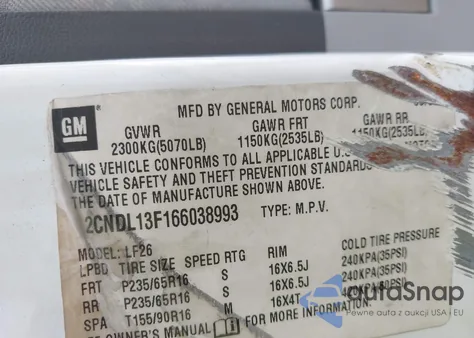 GM
MFD BY GENERAL MOTORS CORP.
GVWR GAWR FRT GAWR RR
2300KG(5070LB) 1150KG(2535LB) 1150KG(2535LB)
THIS VEHICLE CONFORMS TO ALL APPLICABLE U.S.
VEHICLE SAFETY AND THEFT PREVENTION STANDARDS
THE DATE OF MANUFACTURE SHOWN ABOVE.
2CNDL13F166038993 TYPE: M.P.V.
MODEL: LF26
LPBD TIRE SIZE SPEED RTG RIM COLD TIRE PRESSURE
FRT P235/65R16 S 16X6.5J 240KPA(35PSI)
RR P235/65R16 S 16X6.5J 240KPA(35PSI)
SPA T155/90R16 M 16X4T
OWNER'S MANUAL FOR MORE INFORMATION.
autoSnap
Pewne auta z aukcji USA i EU